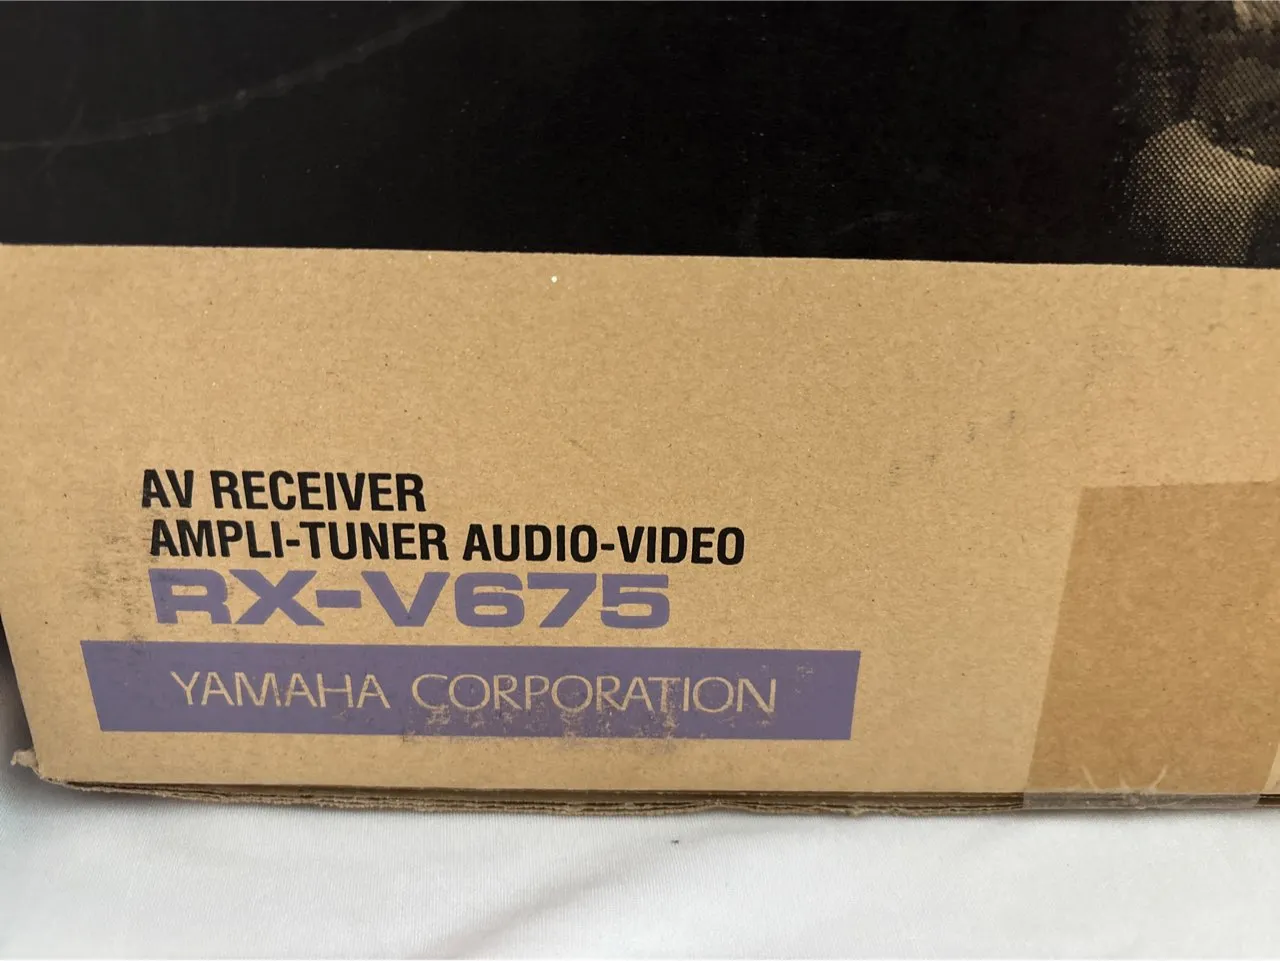 AV RECEIVER
AMPLI-TUNER AUDIO-VIDEO
RX-V675
YAMAHA CORPORATION